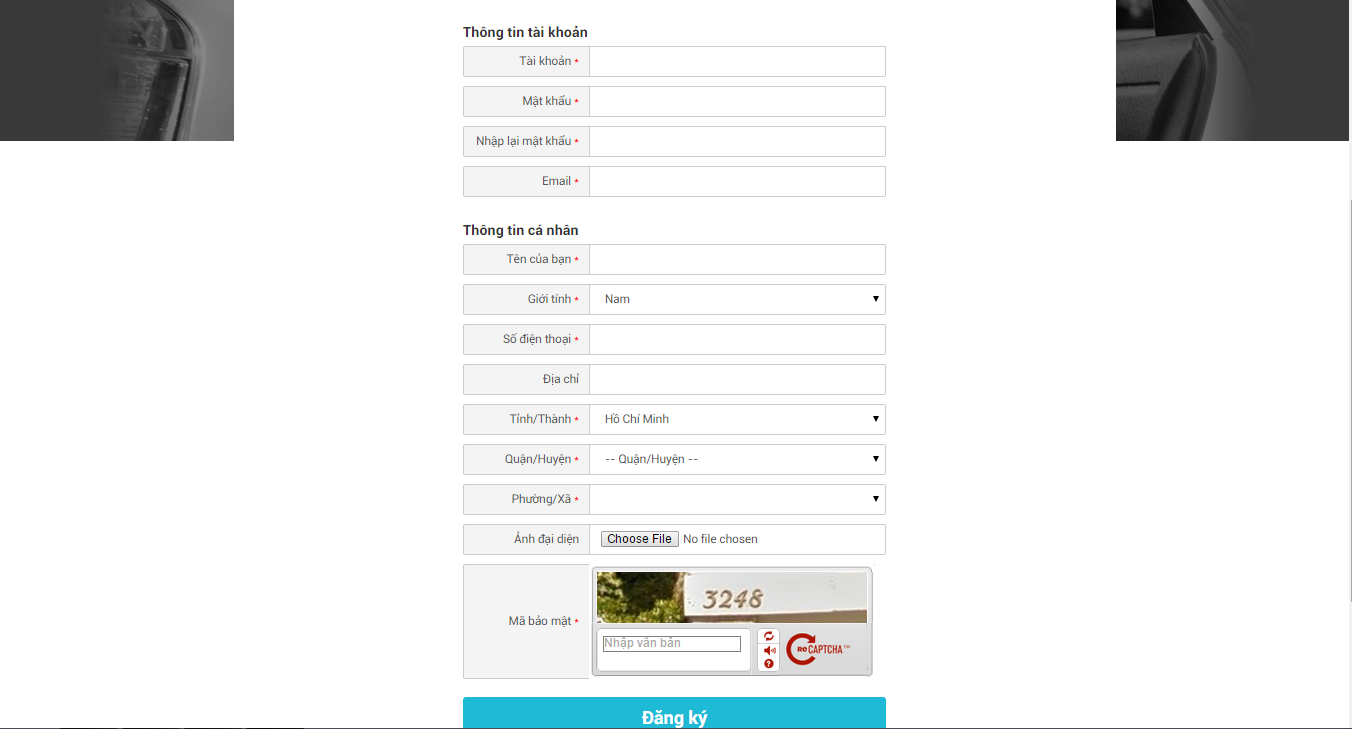 Thông tin tài khoản
Tài khoản *
Mật khẩu *
Nhập lại mật khẩu *
Email *
Thông tin cá nhân
Tên của bạn *
Giới tính * Nam
Số điện thoại *
Địa chỉ
Tỉnh/Thành * Hồ Chí Minh
Quận/Huyện * -- Quận/Huyện --
Phường/Xã *
Ảnh đại diện Choose File No file chosen
3248
Mã bảo mật *
Nhập văn bản
ReCAPTCHA™
Đăng ký